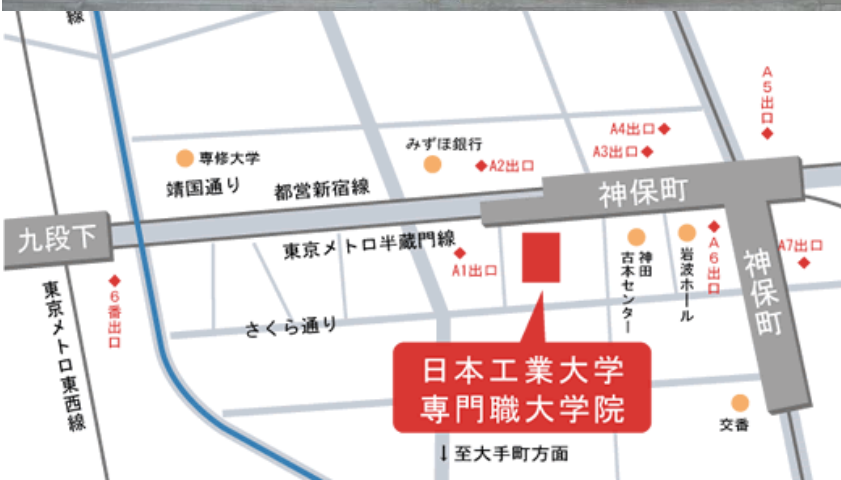 線
専修大学
靖国通り
都営新宿線
みずほ銀行
◆A2出口
A4出口◆
A3出口◆
A5出口◆
神保町
九段下
東京メトロ半蔵門線
◆
A1出口
神田
古本センター
岩波ホール
◆A6出口
A7出口
◆
神保町
◆6番出口
東京メトロ東西線
さくら通り
日本工業大学
専門職大学院
交番
↓至大手町方面